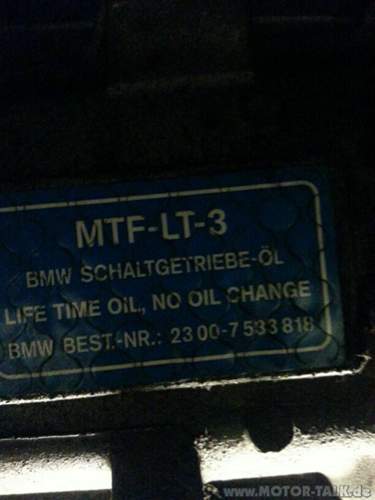 MTF-LT-3
BMW SCHALTGETRIEBE-ÖL
LIFE TIME OIL, NO OIL CHANGE
BMW BEST.-NR.: 23 00-7 533 818
www.MOTOR-TALK.de